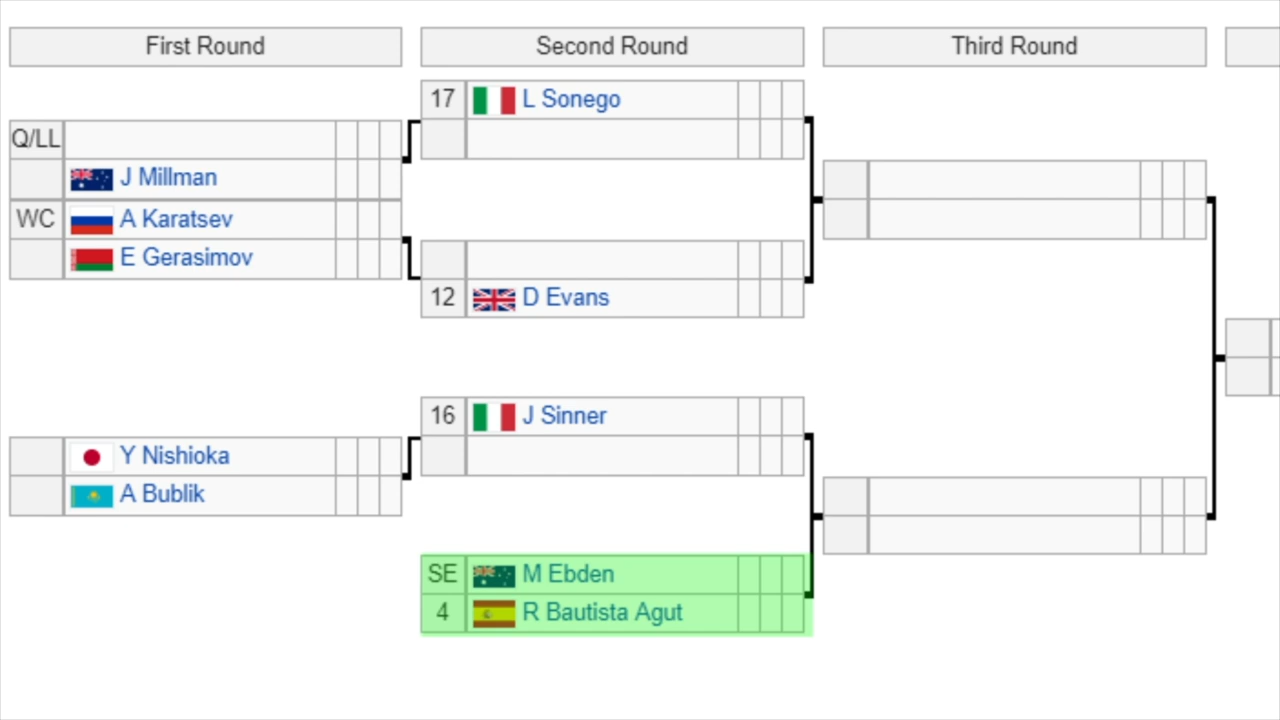 First Round
Second Round
Third Round
Q/LL
J Millman
WC A Karatsev
E Gerasimov
Y Nishioka
A Bublik
17 L Sonego
12 D Evans
16 J Sinner
SE M Ebden
4 R Bautista Agut